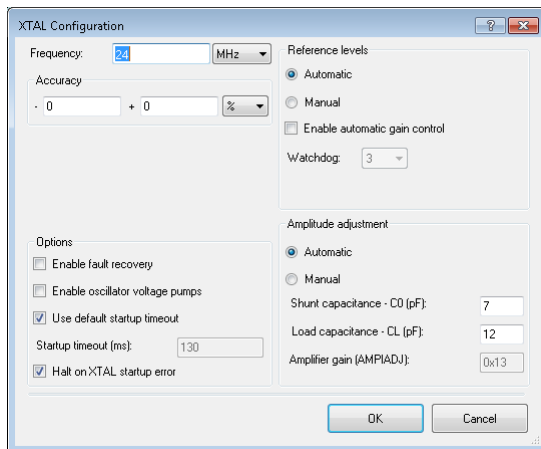 XTAL Configuration
Frequency: 24 MHz
Accuracy
- 0 + 0 %
Reference levels
Automatic
Manual
Enable automatic gain control
Watchdog: 3
Options
Enable fault recovery
Enable oscillator voltage pumps
Use default startup timeout
Startup timeout (ms): 130
Halt on XTAL startup error
Amplitude adjustment
Automatic
Manual
Shunt capacitance - C0 (pF): 7
Load capacitance - CL (pF): 12
Amplifier gain (AMPIADJ): 0x13
OK Cancel